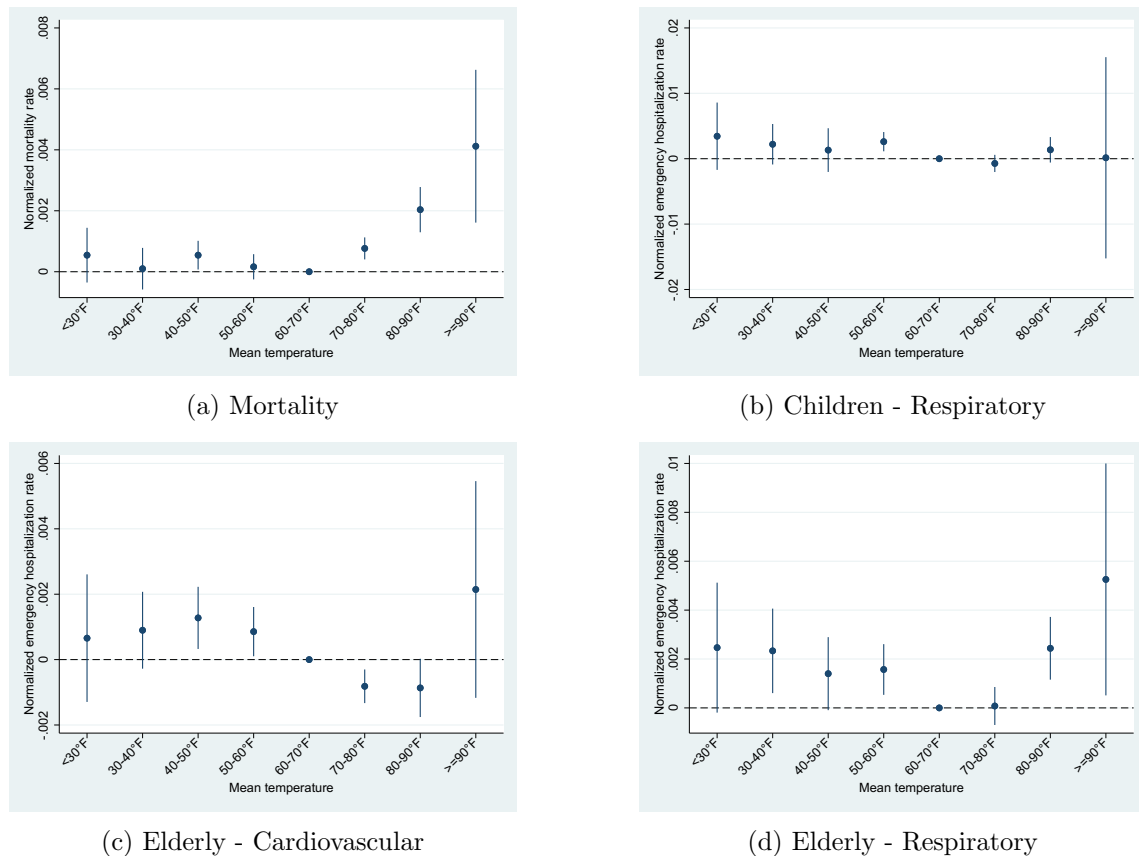 Normalized mortality rate
0 .002 .004 .006 .008
<30°F 30-40°F 40-50°F 50-60°F 60-70°F 70-80°F 80-90°F >=90°F
Mean temperature
(a) Mortality
Normalized emergency hospitalization rate
-.02 -.01 0 .01 .02
<30°F 30-40°F 40-50°F 50-60°F 60-70°F 70-80°F 80-90°F >=90°F
Mean temperature
(b) Children - Respiratory
Normalized emergency hospitalization rate
-.002 0 .002 .004 .006
<30°F 30-40°F 40-50°F 50-60°F 60-70°F 70-80°F 80-90°F >=90°F
Mean temperature
(c) Elderly - Cardiovascular
Normalized emergency hospitalization rate
0 .002 .004 .006 .008 .01
<30°F 30-40°F 40-50°F 50-60°F 60-70°F 70-80°F 80-90°F >=90°F
Mean temperature
(d) Elderly - Respiratory